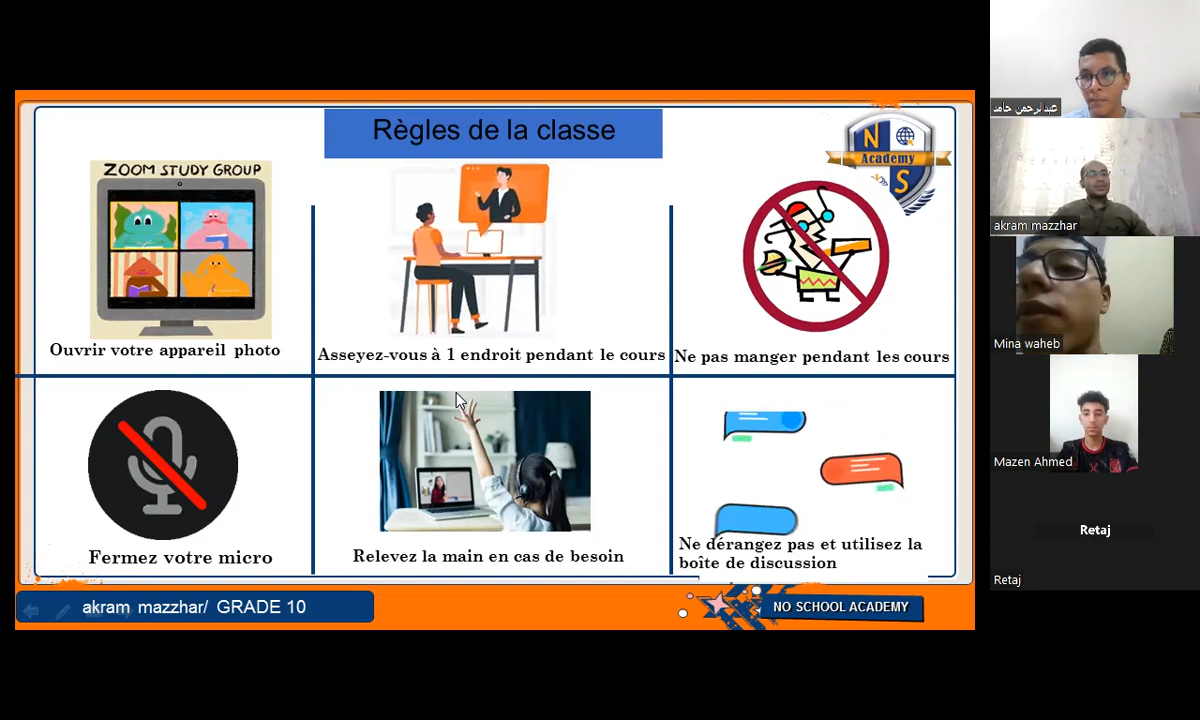 Règles de la classe
N
Academy
S
ZOOM STUDY GROUP
Ouvrir votre appareil photo
Asseyez-vous à 1 endroit pendant le cours
Ne pas manger pendant les cours
Fermez votre micro
Relevez la main en cas de besoin
Ne dérangez pas et utilisez la
boîte de discussion
akram mazzhar/ GRADE 10
NO SCHOOL ACADEMY
عبدالرحمن حامد
akram mazzhar
Mina waheb
Mazen Ahmed
Retaj
Retaj